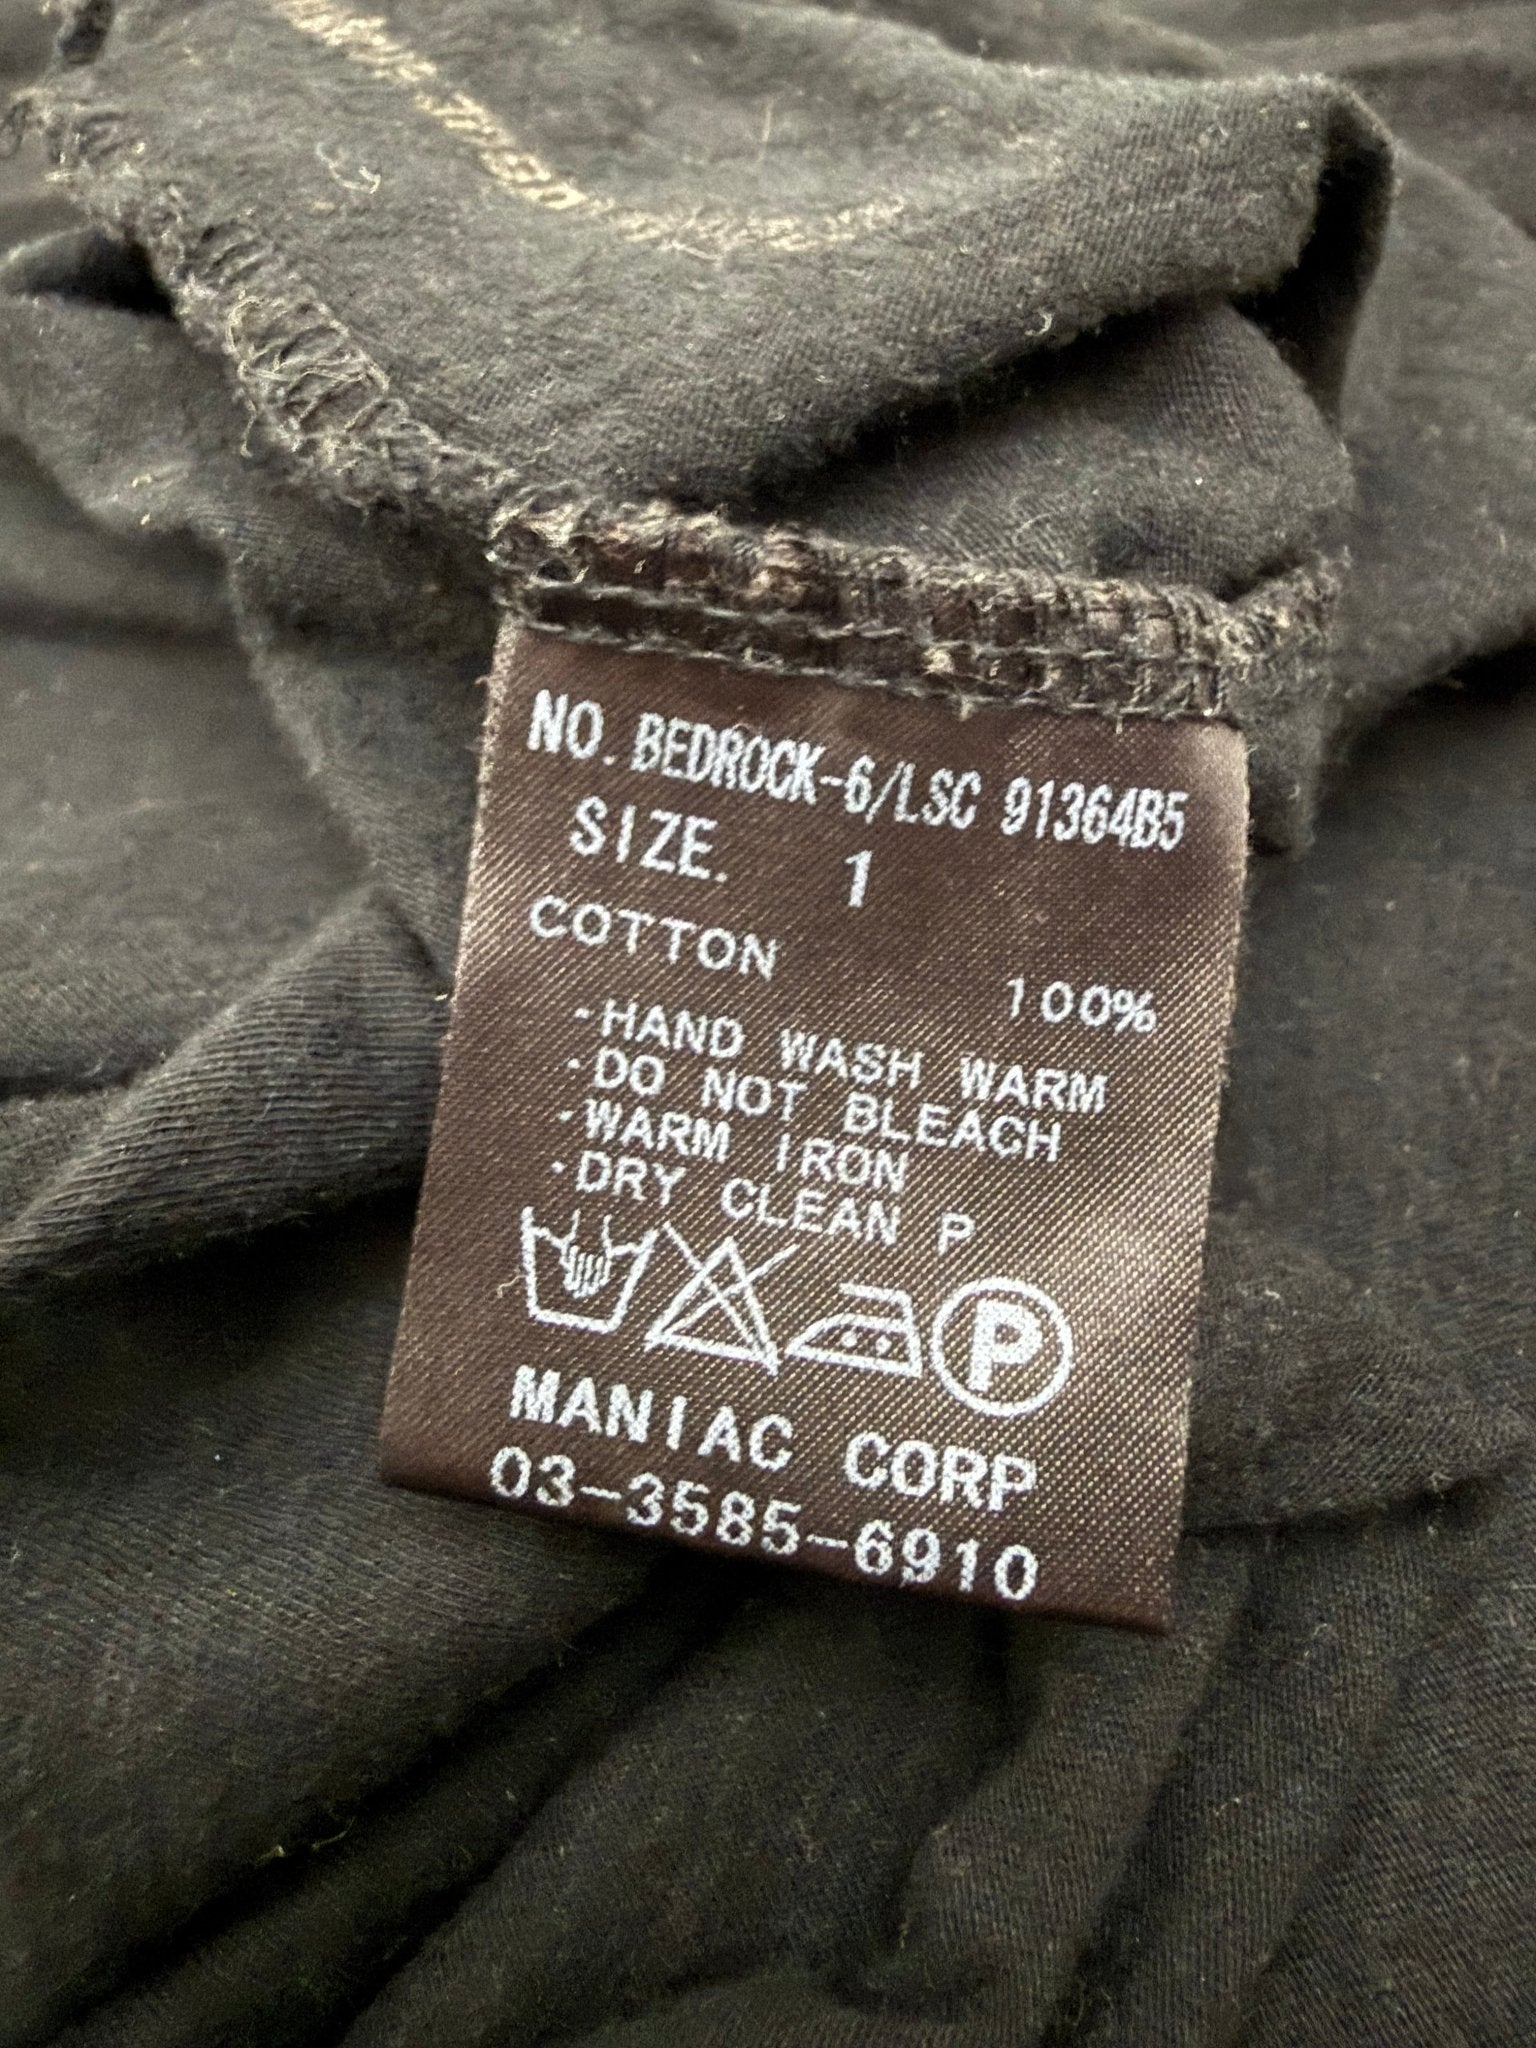 NO. BEDROCK-6/LSC 91364B5
SIZE. 1
COTTON
100%
·HAND WASH WARM
·DO NOT BLEACH
·WARM IRON
·DRY CLEAN P
P
MANIAC CORP
03-3585-6910